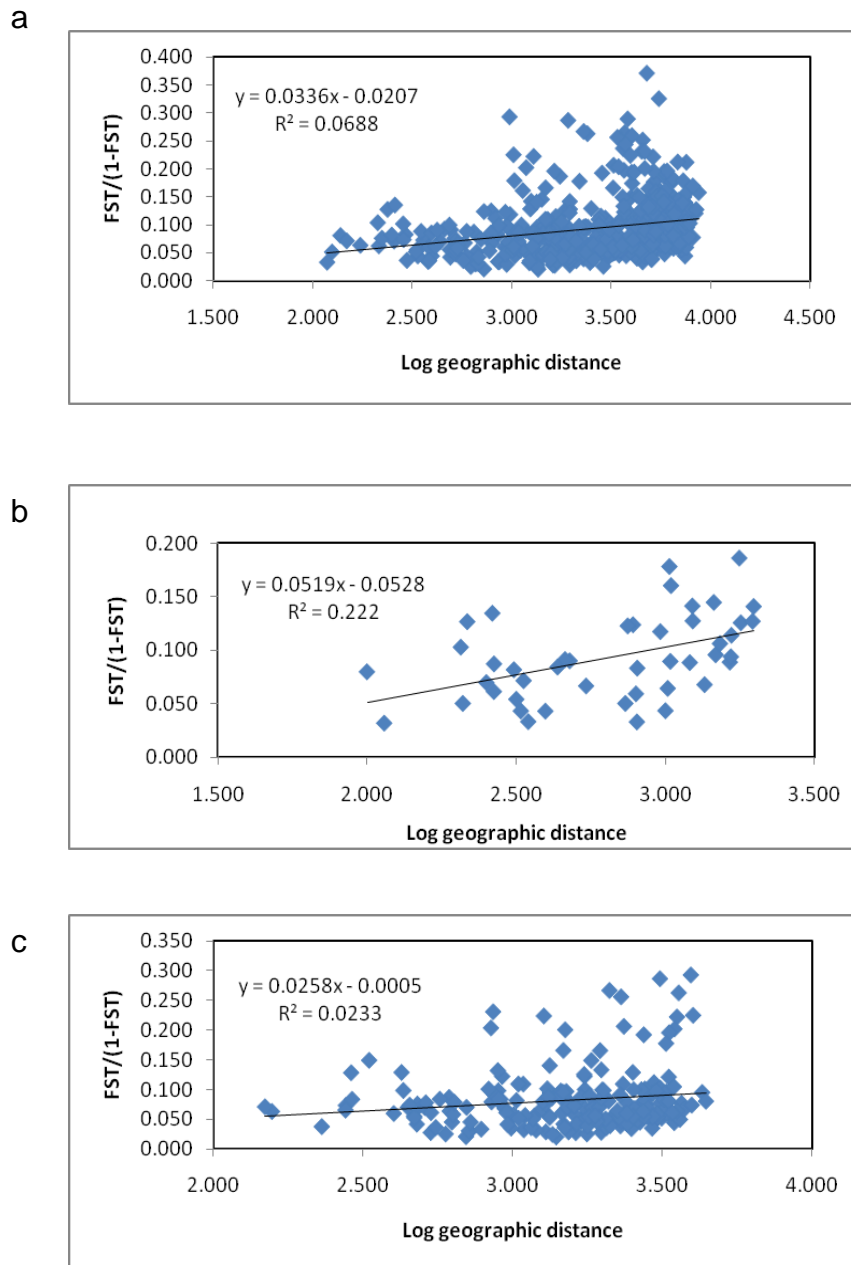 a
FST/(1-FST)
0.400
0.350
0.300
0.250
0.200
0.150
0.100
0.050
0.000
y = 0.0336x - 0.0207
R² = 0.0688
1.500 2.000 2.500 3.000 3.500 4.000 4.500
Log geographic distance
b
FST/(1-FST)
0.200
0.150
0.100
0.050
0.000
y = 0.0519x - 0.0528
R² = 0.222
1.500 2.000 2.500 3.000 3.500
Log geographic distance
c
FST/(1-FST)
0.350
0.300
0.250
0.200
0.150
0.100
0.050
0.000
y = 0.0258x - 0.0005
R² = 0.0233
2.000 2.500 3.000 3.500 4.000
Log geographic distance